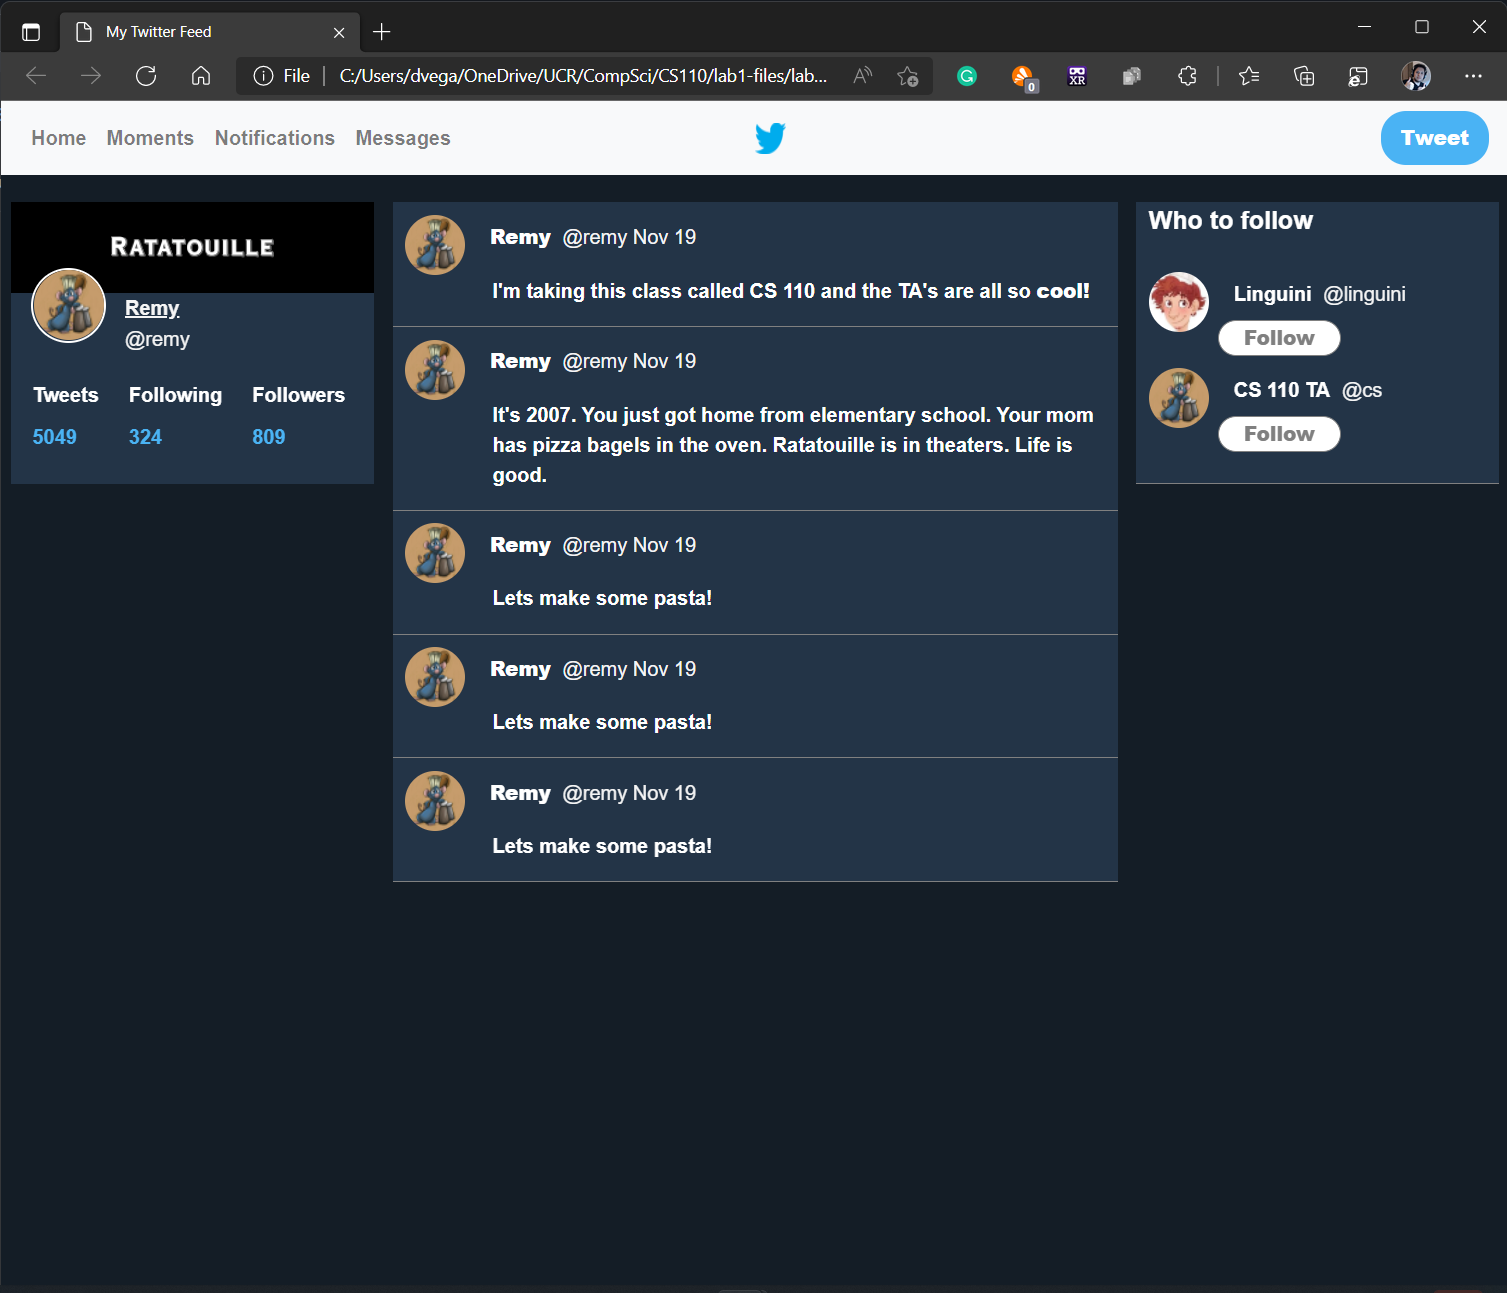 My Twitter Feed
File C:/Users/dvega/OneDrive/UCR/CompSci/CS110/lab1-files/lab...
0
XR
Home Moments Notifications Messages
Tweet
RATATOUILLE
Remy
@remy
Tweets Following Followers
5049 324 809
Remy @remy Nov 19
I'm taking this class called CS 110 and the TA's are all so cool!
Remy @remy Nov 19
It's 2007. You just got home from elementary school. Your mom
has pizza bagels in the oven. Ratatouille is in theaters. Life is
good.
Remy @remy Nov 19
Lets make some pasta!
Remy @remy Nov 19
Lets make some pasta!
Remy @remy Nov 19
Lets make some pasta!
Who to follow
Linguini @linguini
Follow
CS 110 TA @cs
Follow